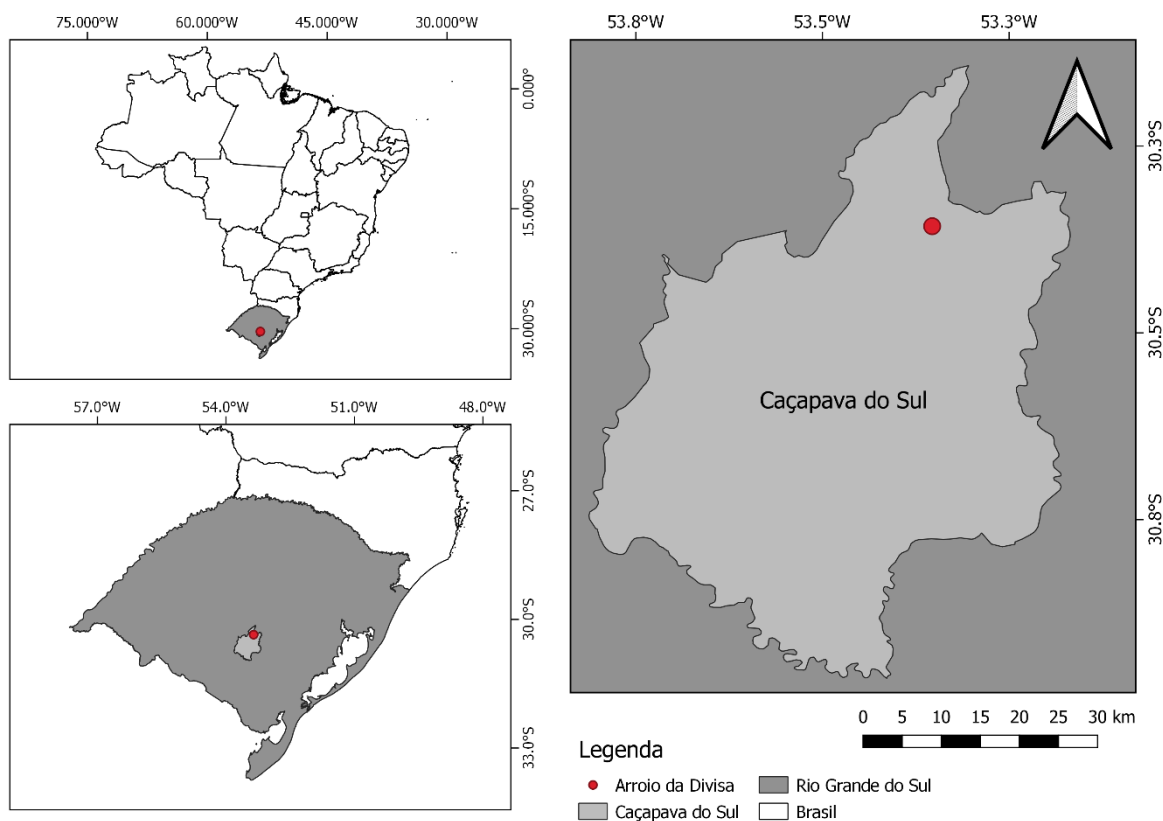 75.000°W 60.000°W 45.000°W 30.000°W
0.000°
15.000°S
30.000°S
57.0°W 54.0°W 51.0°W 48.0°W
27.0°S
30.0°S
33.0°S
53.8°W 53.5°W 53.3°W
30.3°S
30.5°S
30.8°S
Caçapava do Sul
0 5 10 15 20 25 30 km
Legenda
Arroio da Divisa Rio Grande do Sul
Caçapava do Sul Brasil